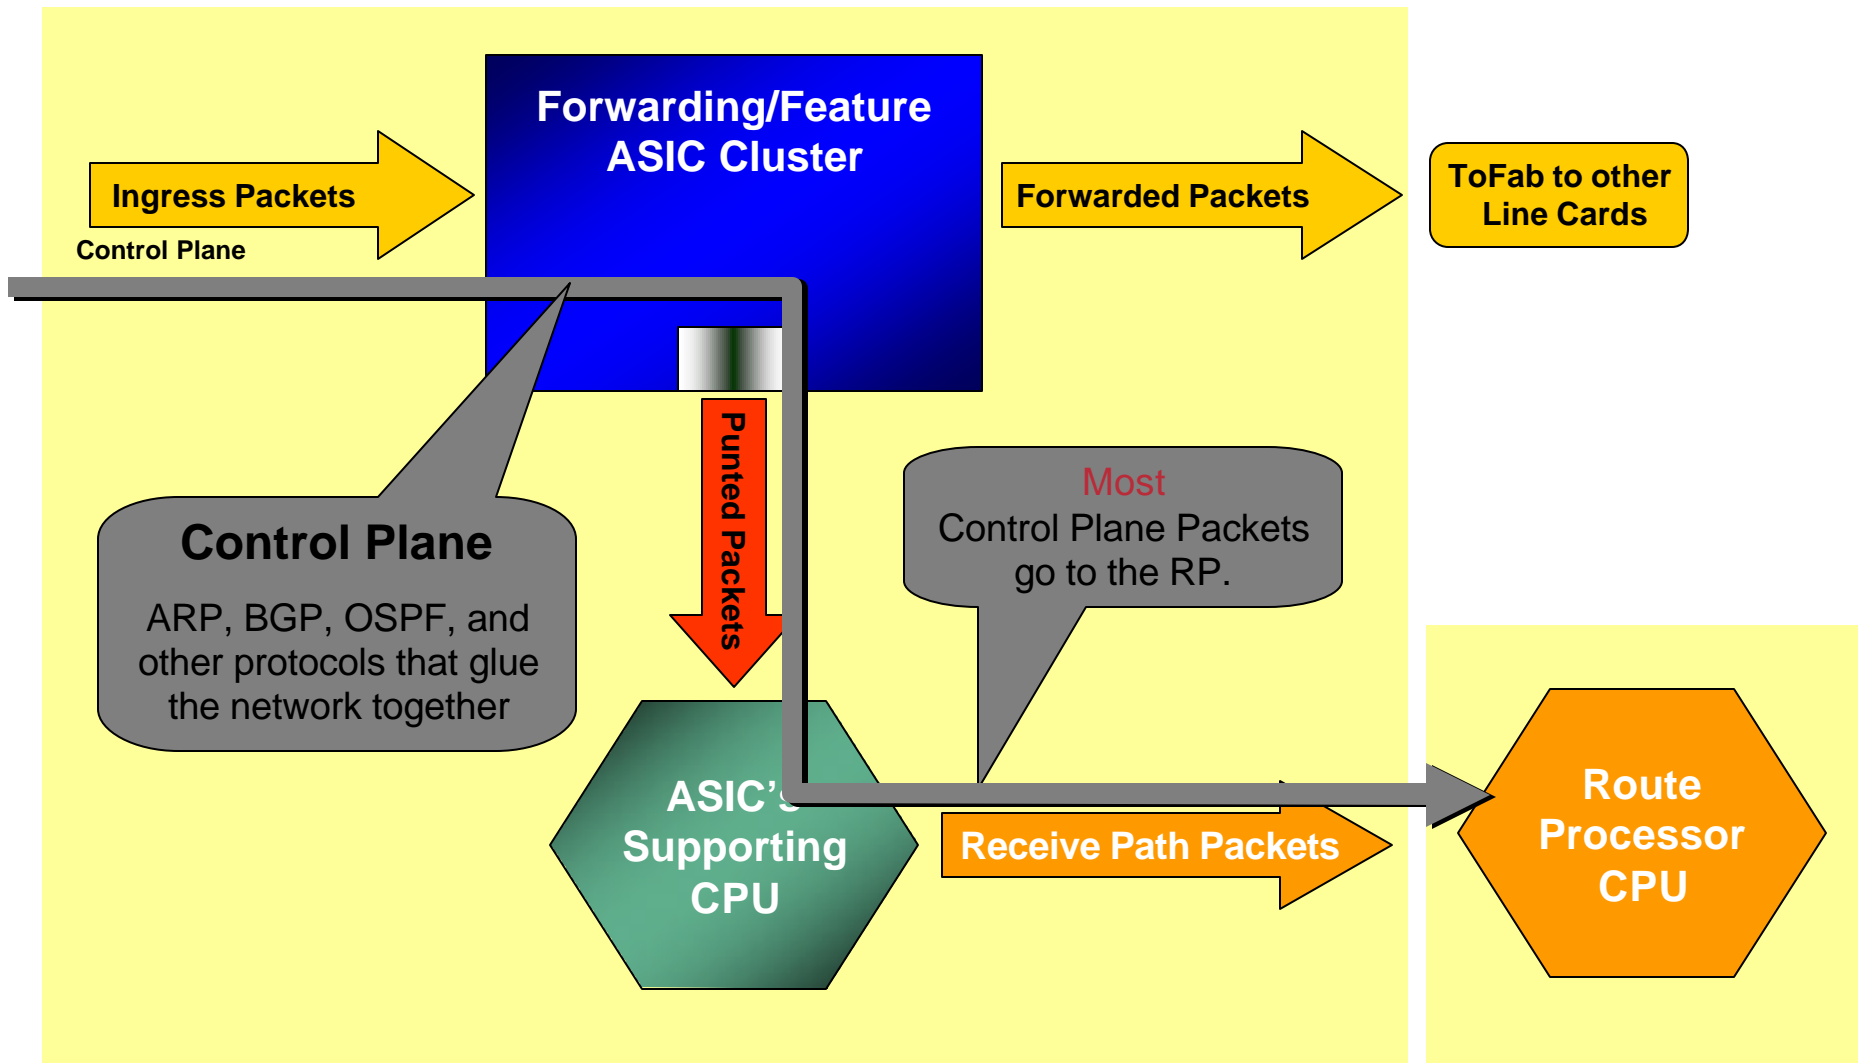 Forwarding/Feature
ASIC Cluster
Ingress Packets
Forwarded Packets
ToFab to other
Line Cards
Control Plane
Punted Packets
Most
Control Plane Packets
go to the RP.
Control Plane
ARP, BGP, OSPF, and
other protocols that glue
the network together
ASIC's
Supporting
CPU
Receive Path Packets
Route
Processor
CPU